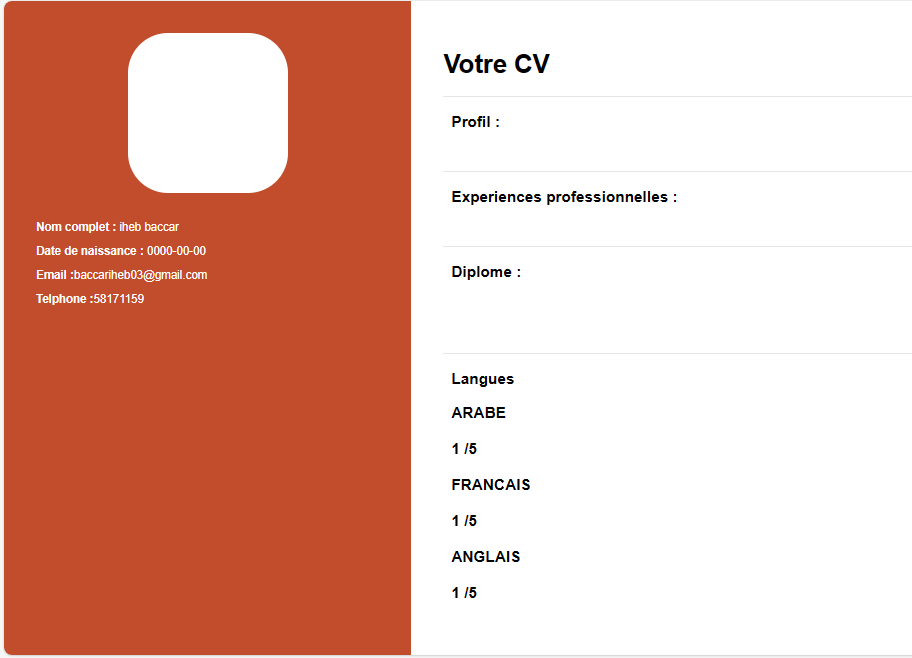 Nom complet : iheb baccar
Date de naissance : 0000-00-00
Email :baccariheb03@gmail.com
Telphone :58171159
Votre CV
Profil :
Experiences professionnelles :
Diplome :
Langues
ARABE
1 /5
FRANCAIS
1 /5
ANGLAIS
1 /5